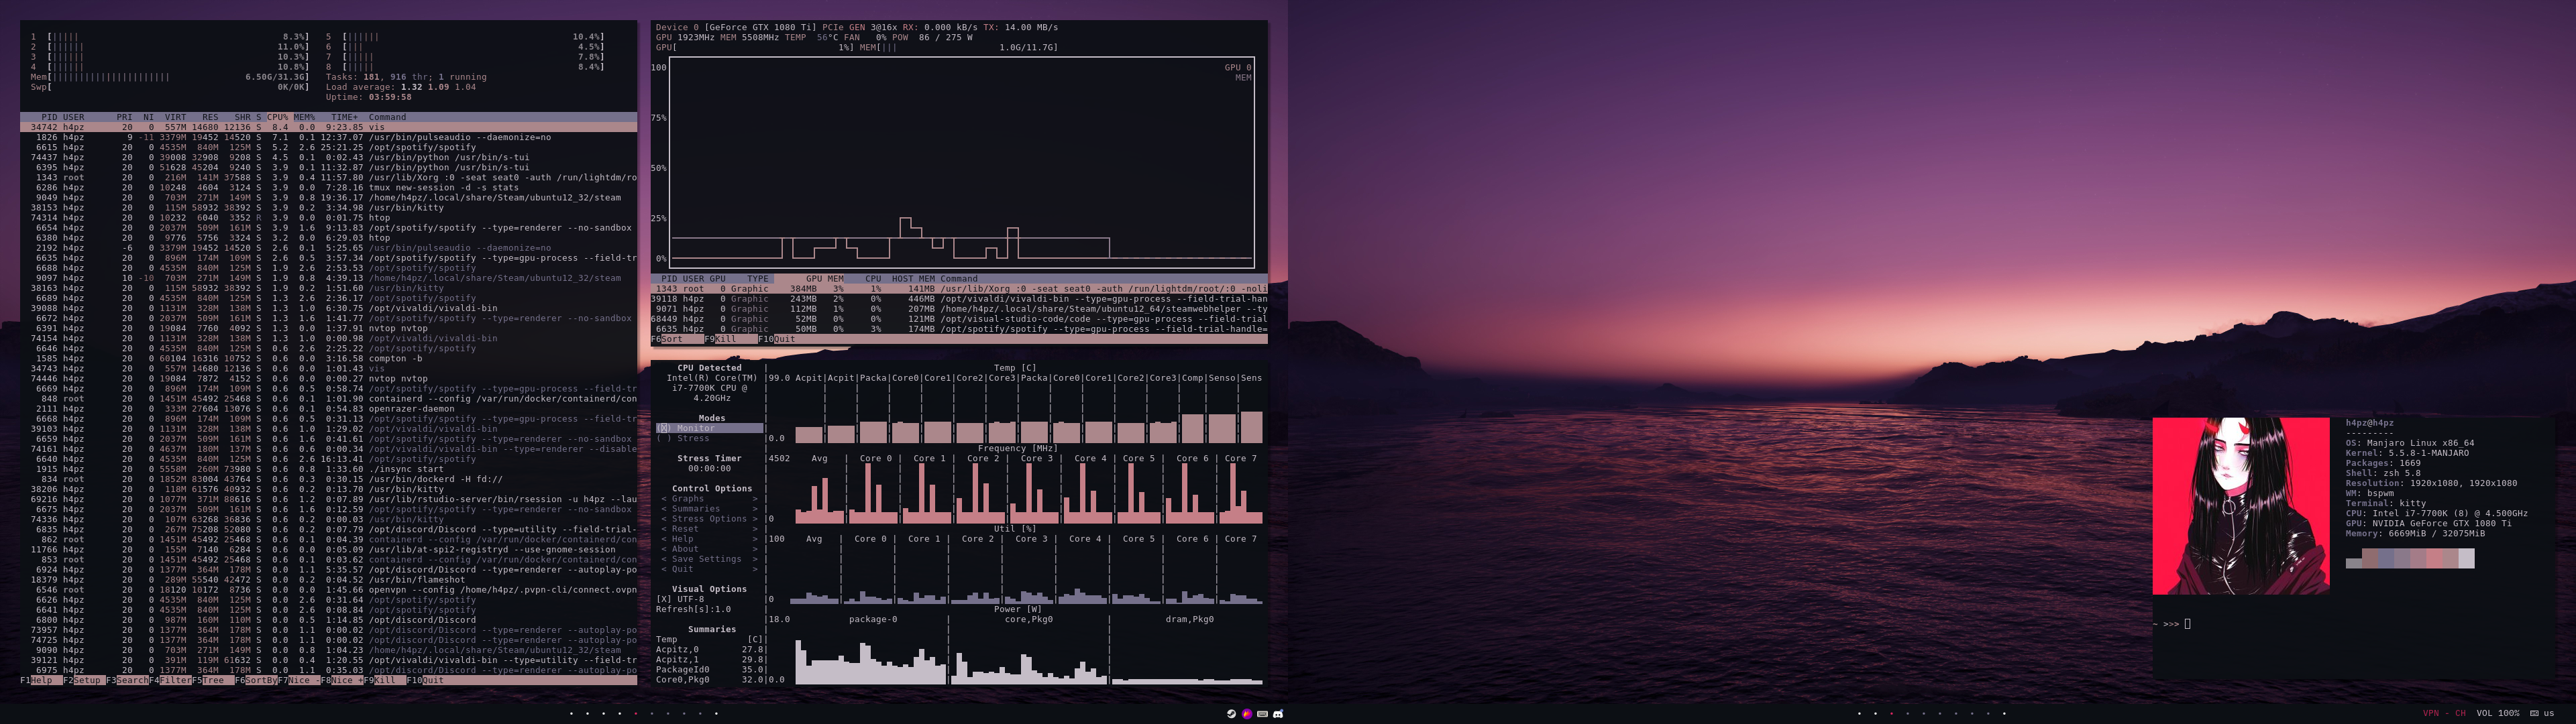 1 [||||| 8.3%] 5 [|||||| 10.4%]
2 [|||||| 11.0%] 6 [||| 4.5%]
3 [|||||| 10.3%] 7 [||||| 7.8%]
4 [|||||| 10.8%] 8 [||||| 8.4%]
Mem[|||||||||||||||||||||| 6.50G/31.3G] Tasks: 181, 916 thr; 1 running
Swp[ 0K/0K] Load average: 1.32 1.09 1.04
Uptime: 03:59:58
PID USER PRI NI VIRT RES SHR S CPU% MEM% TIME+ Command
34742 h4pz 20 0 557M 14680 12136 S 8.4 0.0 9:23.85 vis
1826 h4pz 9 -11 3379M 19452 14520 S 7.1 0.1 12:37.07 /usr/bin/pulseaudio --daemonize=no
6615 h4pz 20 0 4535M 840M 125M S 5.2 2.6 25:21.25 /opt/spotify/spotify
74437 h4pz 20 0 39008 32908 9208 S 4.5 0.1 0:02.43 /usr/bin/python /usr/bin/s-tui
6395 h4pz 20 0 51628 45204 9240 S 3.9 0.1 11:32.87 /usr/bin/python /usr/bin/s-tui
1343 root 20 0 216M 141M 37588 S 3.9 0.4 11:57.80 /usr/lib/Xorg :0 -seat seat0 -auth /run/lightdm/ro
6286 h4pz 20 0 10248 4604 3124 S 3.9 0.0 7:28.16 tmux new-session -d -s stats
9049 h4pz 20 0 703M 271M 149M S 3.9 0.8 19:36.17 /home/h4pz/.local/share/Steam/ubuntu12_32/steam
38153 h4pz 20 0 115M 58932 38392 S 3.9 0.2 3:34.98 /usr/bin/kitty
74314 h4pz 20 0 10232 6040 3352 R 3.9 0.0 0:01.75 htop
6654 h4pz 20 0 2037M 509M 161M S 3.9 1.6 9:13.83 /opt/spotify/spotify --type=renderer --no-sandbox
6380 h4pz 20 0 9776 5756 3324 S 3.2 0.0 6:29.03 htop
2192 h4pz -6 0 3379M 19452 14520 S 2.6 0.1 5:25.65 /usr/bin/pulseaudio --daemonize=no
6635 h4pz 20 0 896M 174M 109M S 2.6 0.5 3:57.34 /opt/spotify/spotify --type=gpu-process --field-tr
6688 h4pz 20 0 4535M 840M 125M S 1.9 2.6 2:53.53 /opt/spotify/spotify
9097 h4pz 10 -10 703M 271M 149M S 1.9 0.8 4:39.13 /home/h4pz/.local/share/Steam/ubuntu12_32/steam
38163 h4pz 20 0 115M 58932 38392 S 1.9 0.2 1:51.60 /usr/bin/kitty
6689 h4pz 20 0 4535M 840M 125M S 1.3 2.6 2:36.17 /opt/spotify/spotify
39088 h4pz 20 0 1131M 328M 138M S 1.3 1.0 6:30.75 /opt/vivaldi/vivaldi-bin
6672 h4pz 20 0 2037M 509M 161M S 1.3 1.6 1:41.77 /opt/spotify/spotify --type=renderer --no-sandbox
6391 h4pz 20 0 19084 7760 4092 S 1.3 0.0 1:37.91 nvtop nvtop
74154 h4pz 20 0 1131M 328M 138M S 1.3 1.0 0:00.98 /opt/vivaldi/vivaldi-bin
6646 h4pz 20 0 4535M 840M 125M S 0.6 2.6 2:25.22 /opt/spotify/spotify
1585 h4pz 20 0 60104 16316 10752 S 0.6 0.0 3:16.58 compton -b
34743 h4pz 20 0 557M 14680 12136 S 0.6 0.0 1:01.43 vis
74446 h4pz 20 0 19084 7872 4152 S 0.6 0.0 0:00.27 nvtop nvtop
6669 h4pz 20 0 896M 174M 109M S 0.6 0.5 0:58.74 /opt/spotify/spotify --type=gpu-process --field-tr
848 root 20 0 1451M 45492 25468 S 0.6 0.1 1:01.90 containerd --config /var/run/docker/containerd/con
2111 h4pz 20 0 333M 27604 13076 S 0.6 0.1 0:54.83 openrazer-daemon
6668 h4pz 20 0 896M 174M 109M S 0.6 0.5 0:31.13 /opt/spotify/spotify --type=gpu-process --field-tr
39103 h4pz 20 0 1131M 328M 138M S 0.6 1.0 1:29.02 /opt/vivaldi/vivaldi-bin
6659 h4pz 20 0 2037M 509M 161M S 0.6 1.6 0:41.61 /opt/spotify/spotify --type=renderer --no-sandbox
74161 h4pz 20 0 4637M 180M 137M S 0.6 0.6 0:00.34 /opt/vivaldi/vivaldi-bin --type=renderer --disable
6640 h4pz 20 0 4535M 840M 125M S 0.6 2.6 16:13.41 /opt/spotify/spotify
1915 h4pz 20 0 5558M 260M 73980 S 0.6 0.8 1:33.60 ./insync start
834 root 20 0 1852M 83004 43764 S 0.6 0.3 0:30.15 /usr/bin/dockerd -H fd://
38206 h4pz 20 0 118M 61576 40932 S 0.6 0.2 0:13.70 /usr/bin/kitty
69216 h4pz 20 0 1077M 371M 88616 S 0.6 1.2 0:07.89 /usr/lib/rstudio-server/bin/rsession -u h4pz --lau
6675 h4pz 20 0 2037M 509M 161M S 0.6 1.6 0:12.59 /opt/spotify/spotify --type=renderer --no-sandbox
74336 h4pz 20 0 107M 63268 36836 S 0.6 0.2 0:00.03 /usr/bin/kitty
6835 h4pz 20 0 267M 75208 52080 S 0.6 0.2 0:07.79 /opt/discord/Discord --type=utility --field-trial-
862 root 20 0 1451M 45492 25468 S 0.6 0.1 0:04.39 containerd --config /var/run/docker/containerd/con
11766 h4pz 20 0 155M 7140 6284 S 0.6 0.0 0:05.09 /usr/lib/at-spi2-registryd --use-gnome-session
853 root 20 0 1451M 45492 25468 S 0.6 0.1 0:03.62 containerd --config /var/run/docker/containerd/con
6924 h4pz 20 0 1377M 364M 178M S 0.0 1.1 5:35.57 /opt/discord/Discord --type=renderer --autoplay-po
18379 h4pz 20 0 289M 55540 42472 S 0.0 0.2 0:04.52 /usr/bin/flameshot
6546 root 20 0 18120 10172 8736 S 0.0 0.0 1:45.66 openvpn --config /home/h4pz/.pvpn-cli/connect.ovpn
6626 h4pz 20 0 4535M 840M 125M S 0.0 2.6 0:31.64 /opt/spotify/spotify
6641 h4pz 20 0 4535M 840M 125M S 0.0 2.6 0:08.84 /opt/spotify/spotify
6800 h4pz 20 0 987M 160M 110M S 0.0 0.5 1:14.85 /opt/discord/Discord
73957 h4pz 20 0 1377M 364M 178M S 0.0 1.1 0:00.02 /opt/discord/Discord --type=renderer --autoplay-po
74725 h4pz 20 0 1377M 364M 178M S 0.0 1.1 0:00.02 /opt/discord/Discord --type=renderer --autoplay-po
9090 h4pz 20 0 703M 271M 149M S 0.0 0.8 1:04.23 /home/h4pz/.local/share/Steam/ubuntu12_32/steam
39121 h4pz 20 0 391M 119M 61632 S 0.0 0.4 1:20.55 /opt/vivaldi/vivaldi-bin --type=utility --field-tr
6975 h4pz 20 0 1377M 364M 178M S 0.0 1.1 0:35.03 /opt/discord/Discord --type=renderer --autoplay-po
F1Help F2Setup F3SearchF4FilterF5Tree F6SortByF7Nice -F8Nice +F9Kill F10Quit
Device 0 [GeForce GTX 1080 Ti] PCIe GEN 3@16x RX: 0.000 kB/s TX: 14.00 MB/s
GPU 1923MHz MEM 5508MHz TEMP 56°C FAN 0% POW 86 / 275 W
GPU[ 1%] MEM[||| 1.0G/11.7G]
100 GPU 0
MEM
75%
50%
25%
0%
PID USER GPU TYPE GPU MEM CPU HOST MEM Command
1343 root 0 Graphic 384MB 3% 1% 141MB /usr/lib/Xorg :0 -seat seat0 -auth /run/lightdm/root/:0 -noli
39118 h4pz 0 Graphic 243MB 2% 0% 446MB /opt/vivaldi/vivaldi-bin --type=gpu-process --field-trial-han
9071 h4pz 0 Graphic 112MB 1% 0% 207MB /home/h4pz/.local/share/Steam/ubuntu12_64/steamwebhelper --ty
68449 h4pz 0 Graphic 52MB 0% 0% 121MB /opt/visual-studio-code/code --type=gpu-process --field-trial
6635 h4pz 0 Graphic 50MB 0% 3% 174MB /opt/spotify/spotify --type=gpu-process --field-trial-handle=
F6Sort F9Kill F10Quit
CPU Detected
Intel(R) Core(TM)
i7-7700K CPU @
4.20GHz
Modes
(X) Monitor
( ) Stress
Stress Timer
00:00:00
Control Options
< Graphs >
< Summaries >
< Stress Options >
< Reset >
< Help >
< About >
< Save Settings >
< Quit >
Visual Options
[X] UTF-8
Refresh[s]:1.0
Summaries
Temp [C]
Acpitz,0 27.8
Acpitz,1 29.8
PackageId0 35.0
Core0,Pkg0 32.0
Temp [C]
99.0 Acpit|Acpit|Packa|Core0|Core1|Core2|Core3|Packa|Core0|Core1|Core2|Core3|Comp|Senso|Sens
0.0
Frequency [MHz]
4502 Avg | Core 0 | Core 1 | Core 2 | Core 3 | Core 4 | Core 5 | Core 6 | Core 7
0
Util [%]
100 Avg | Core 0 | Core 1 | Core 2 | Core 3 | Core 4 | Core 5 | Core 6 | Core 7
0
Power [W]
18.0 package-0 | core,Pkg0 | dram,Pkg0
0.0
h4pz@h4pz
---------
OS: Manjaro Linux x86_64
Kernel: 5.5.8-1-MANJARO
Packages: 1669
Shell: zsh 5.8
Resolution: 1920x1080, 1920x1080
WM: bspwm
Terminal: kitty
CPU: Intel i7-7700K (8) @ 4.500GHz
GPU: NVIDIA GeForce GTX 1080 Ti
Memory: 6669MiB / 32075MiB
~ >>>
VPN - CH VOL 100% us